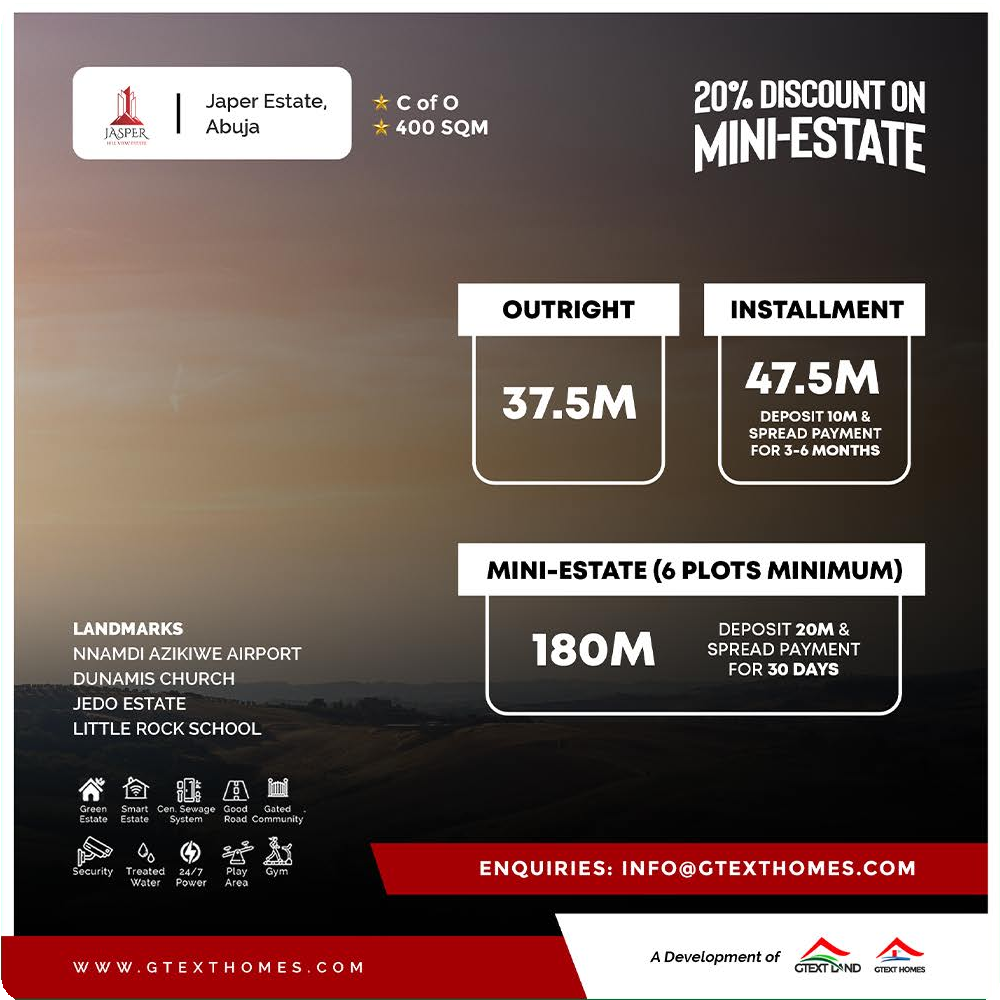 JASPER
Japer Estate,
Abuja
C of O
400 SQM
20% DISCOUNT ON
MINI-ESTATE
OUTRIGHT
37.5M
INSTALLMENT
47.5M
DEPOSIT 10M &
SPREAD PAYMENT
FOR 3-6 MONTHS
MINI-ESTATE (6 PLOTS MINIMUM)
180M
DEPOSIT 20M &
SPREAD PAYMENT
FOR 30 DAYS
LANDMARKS
NNAMDI AZIKIWE AIRPORT
DUNAMIS CHURCH
JEDO ESTATE
LITTLE ROCK SCHOOL
Green Estate
Smart Estate
Cen. Sewage System
Good Road
Gated Community
Security
Treated Water
24/7 Power
Play Area
Gym
ENQUIRIES: INFO@GTEXTHOMES.COM
WWW.GTEXTHOMES.COM
A Development of
GTEXT LAND
GTEXT HOMES